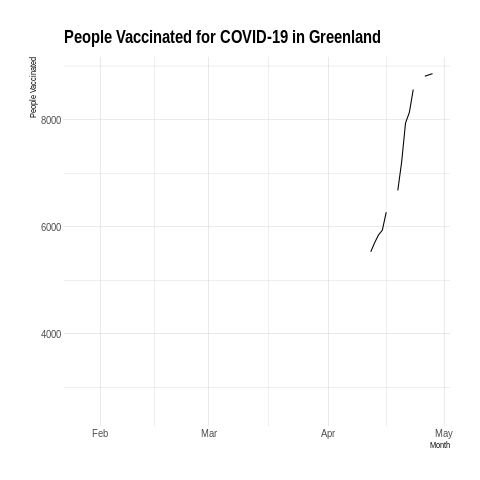 People Vaccinated for COVID-19 in Greenland
People Vaccinated
8000
6000
4000
Feb Mar Apr May
Month